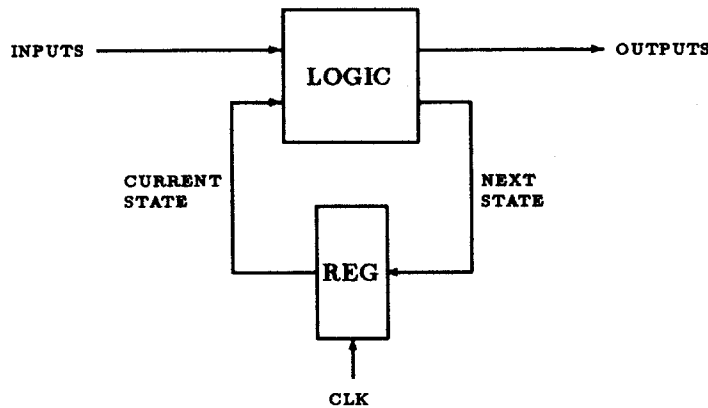 INPUTS
LOGIC
OUTPUTS
CURRENT
STATE
NEXT
STATE
REG
CLK